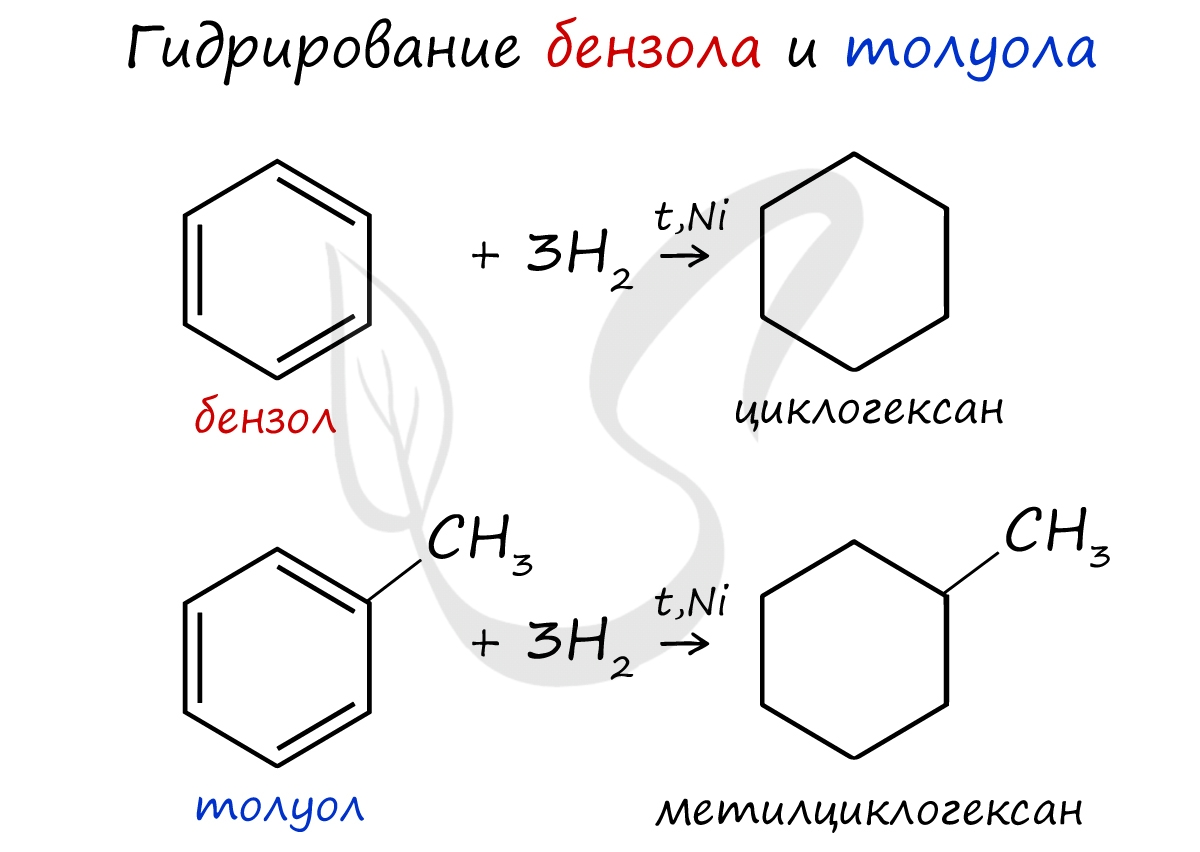 Гидрирование бензола и толуола
+ 3H₂ t,Ni →
бензол
циклогексан
CH₃
CH₃
+ 3H₂ t,Ni →
толуол
метилциклогексан